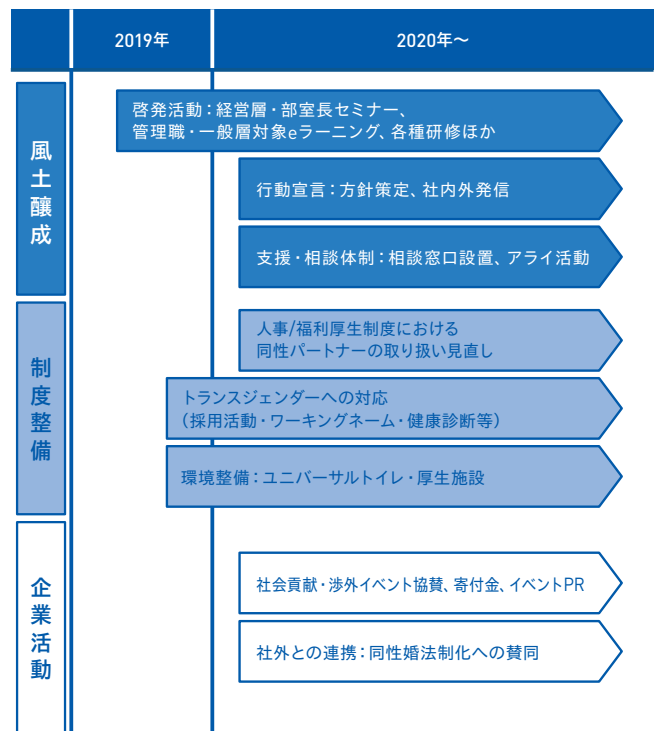 2019年
2020年〜
風土醸成
啓発活動：経営層・部室長セミナー、
管理職・一般層対象eラーニング、各種研修ほか
行動宣言：方針策定、社内外発信
支援・相談体制：相談窓口設置、アライ活動
制度整備
人事/福利厚生制度における
同性パートナーの取り扱い見直し
トランスジェンダーへの対応
（採用活動・ワーキングネーム・健康診断等）
環境整備：ユニバーサルトイレ・厚生施設
企業活動
社会貢献・渉外イベント協賛、寄付金、イベントPR
社外との連携：同性婚法制化への賛同